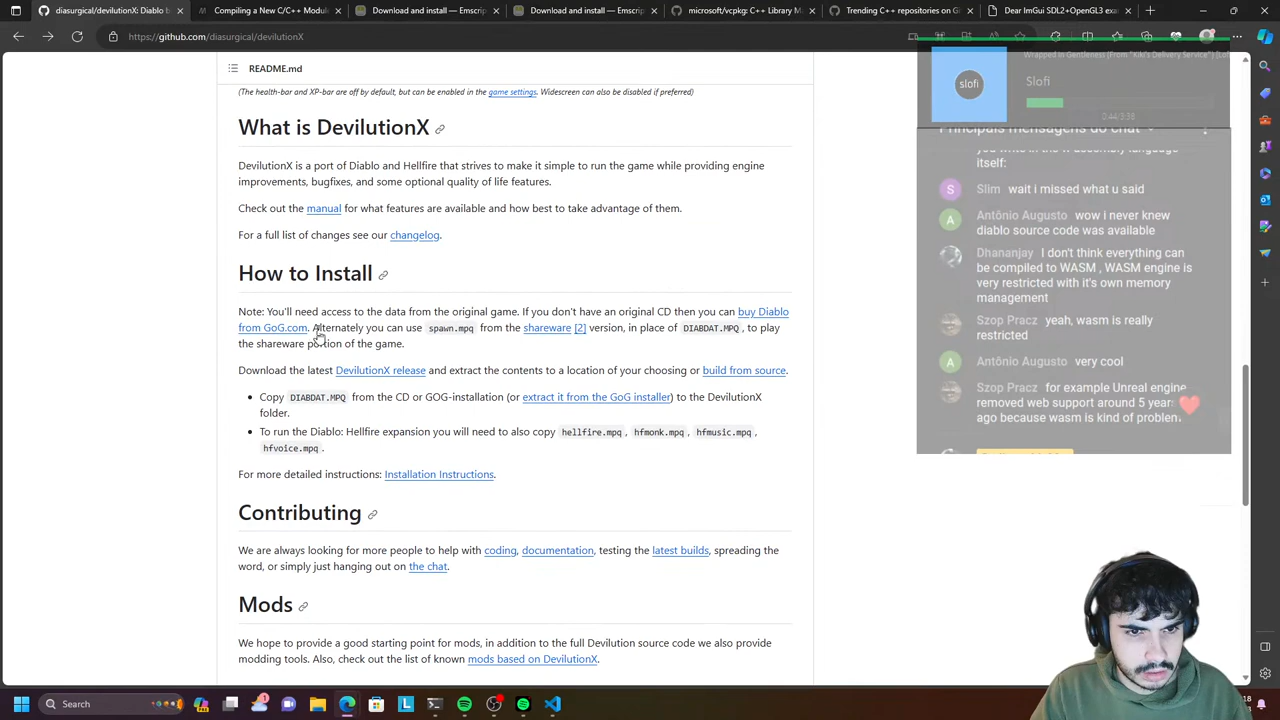 diasurgical/devilutionX: Diablo b
Compiling a New C/C++ Module
Download and install — Emscrip
Download and install — Emscrip
microsoft/vcpkg: C++ Library M
Trending C++ repositories on Gi
Dear ImGui SDL2+OpenGL3 exa
https://github.com/diasurgical/devilutionX
README.md
(The health-bar and XP-bar are off by default, but can be enabled in the game settings. Widescreen can also be disabled if preferred)
What is DevilutionX
DevilutionX is a port of Diablo and Hellfire that strives to make it simple to run the game while providing engine
improvements, bugfixes, and some optional quality of life features.
Check out the manual for what features are available and how best to take advantage of them.
For a full list of changes see our changelog.
How to Install
Note: You'll need access to the data from the original game. If you don't have an original CD then you can buy Diablo
from GoG.com. Alternately you can use spawn.mpq from the shareware [2] version, in place of DIABDAT.MPQ , to play
the shareware portion of the game.
Download the latest DevilutionX release and extract the contents to a location of your choosing or build from source.
Copy DIABDAT.MPQ from the CD or GOG-installation (or extract it from the GoG installer) to the DevilutionX
folder.
To run the Diablo: Hellfire expansion you will need to also copy hellfire.mpq , hfmonk.mpq , hfmusic.mpq ,
hfvoice.mpq .
For more detailed instructions: Installation Instructions.
Contributing
We are always looking for more people to help with coding, documentation, testing the latest builds, spreading the
word, or simply just hanging out on the chat.
Mods
We hope to provide a good starting point for mods, in addition to the full Devilution source code we also provide
modding tools. Also, check out the list of known mods based on DevilutionX.
Wrapped in Gentleness (From "Kiki's Delivery Service") [Lof
slofi
Slofi
0:44/3:38
Principais mensagens do chat
itself:
S Slim wait i missed what u said
A Antônio Augusto wow i never knew
diablo source code was available
Dhananjay I don't think everything can
be compiled to WASM , WASM engine is
very restricted with it's own memory
management
Szop Pracz yeah, wasm is really
restricted
A Antônio Augusto very cool
Szop Pracz for example Unreal engine
removed web support around 5 years
ago because wasm is kind of problem.
Search